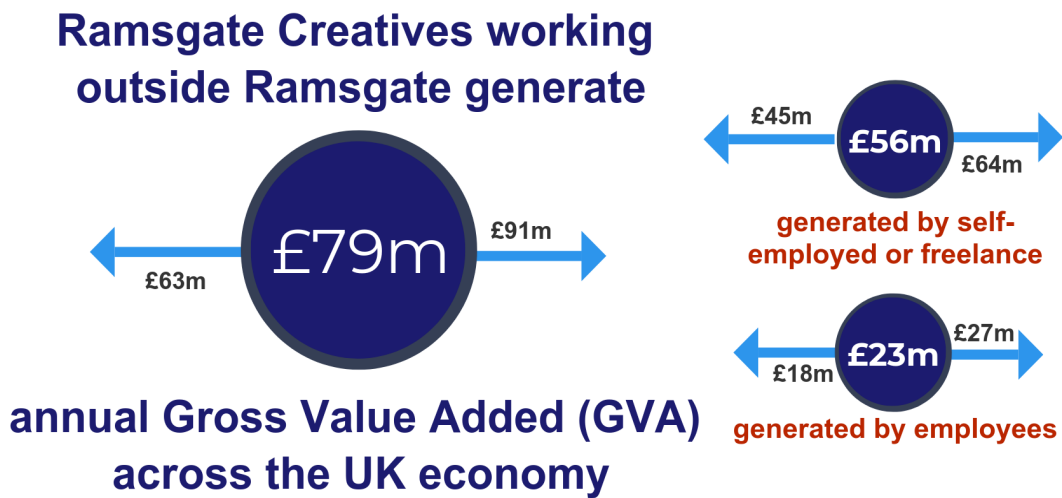 Ramsgate Creatives working
outside Ramsgate generate
£79m
£63m
£91m
annual Gross Value Added (GVA)
across the UK economy
£45m
£56m
£64m
generated by self-
employed or freelance
£18m
£23m
£27m
generated by employees